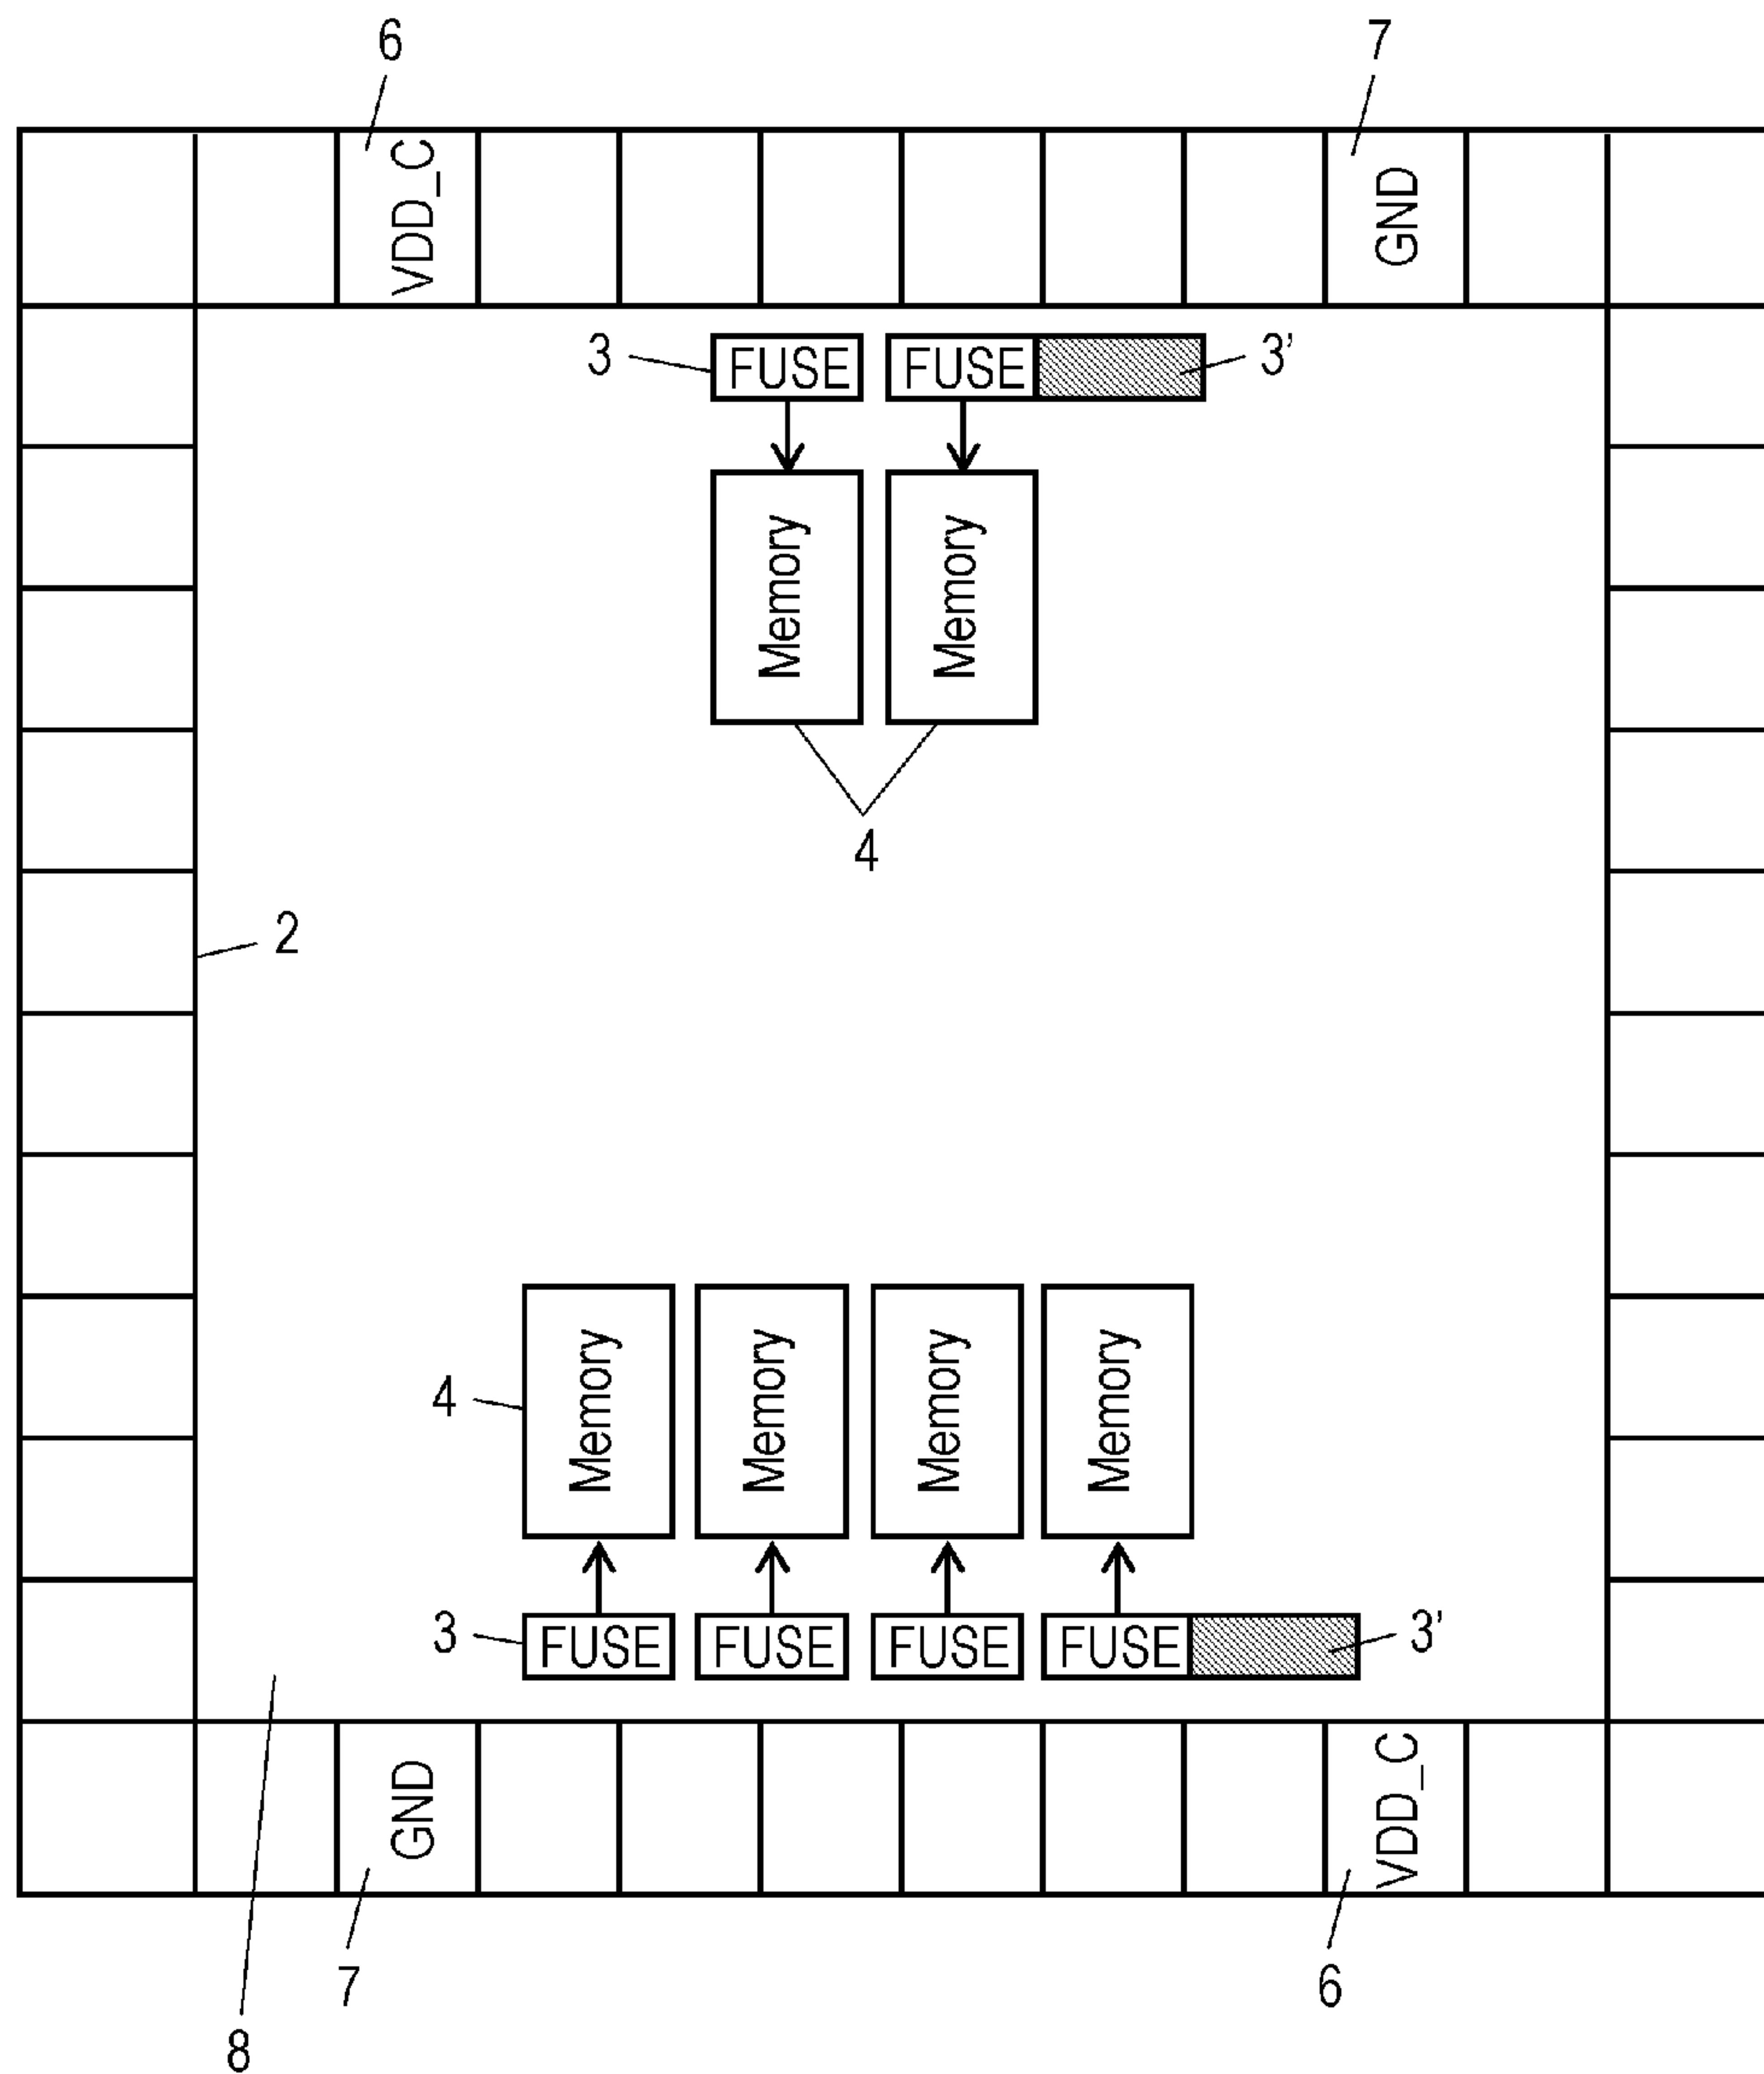 6
7
VDD_C
GND
3
FUSE
FUSE
3'
Memory
Memory
4
2
4
Memory
Memory
Memory
Memory
3
FUSE
FUSE
FUSE
FUSE
3'
GND
VDD_C
7
6
8